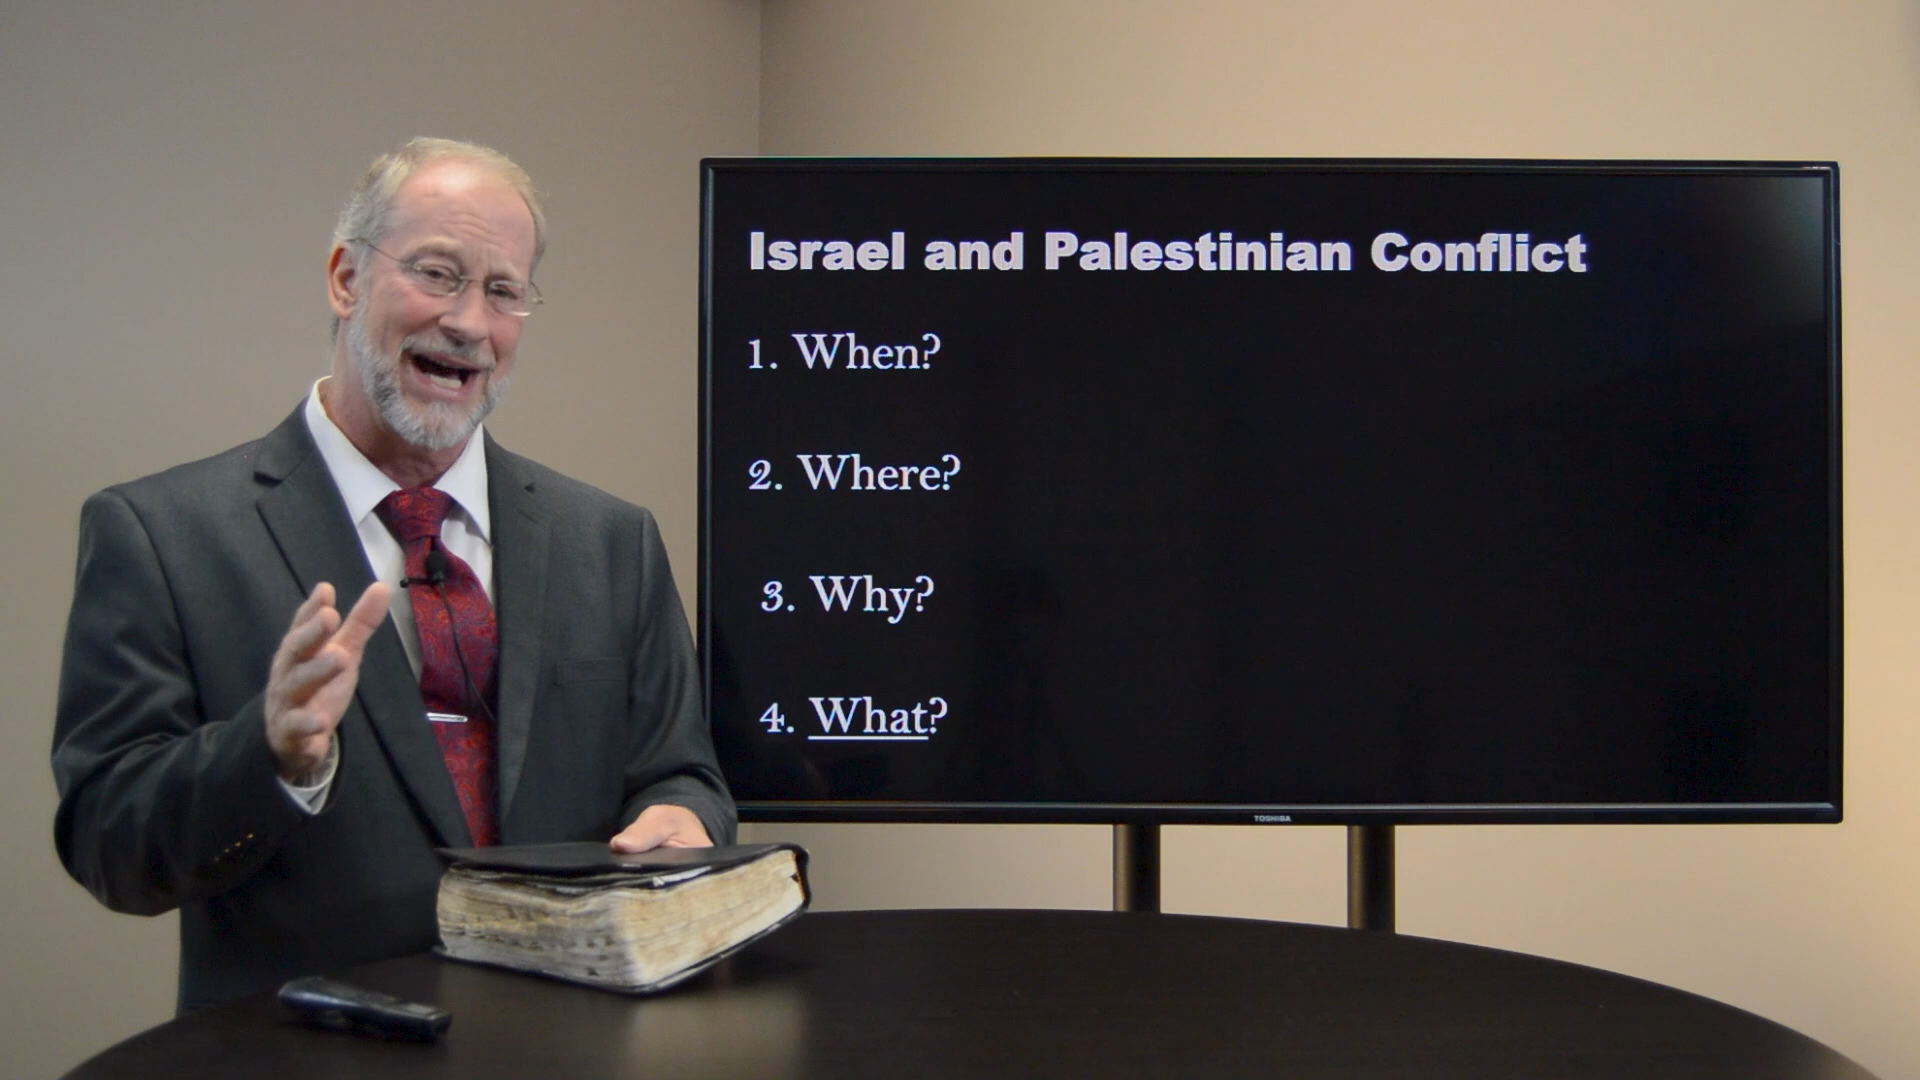 Israel and Palestinian Conflict
1. When?
2. Where?
3. Why?
4. What?
TOSHIBA